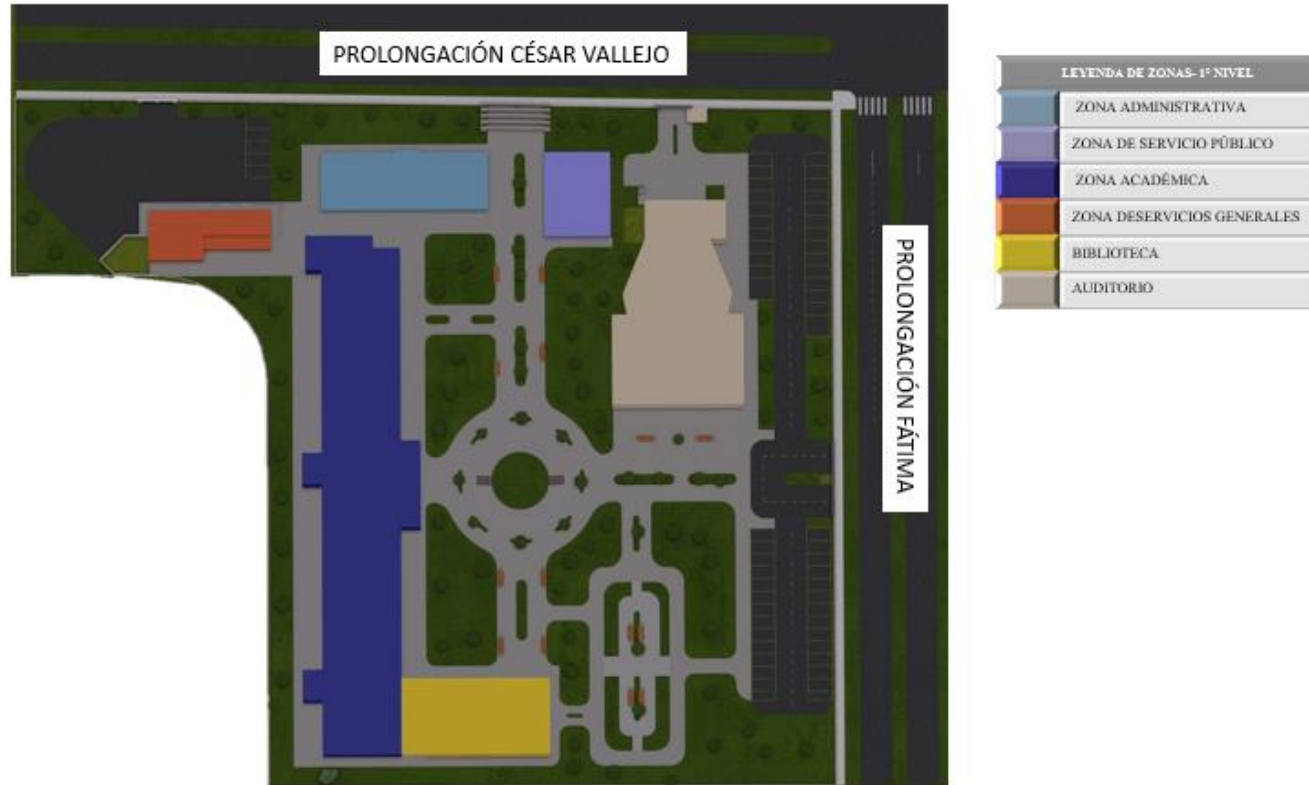 PROLONGACIÓN CÉSAR VALLEJO
PROLONGACIÓN FÁTIMA
LEYENDA DE ZONAS- 1° NIVEL
ZONA ADMINISTRATIVA
ZONA DE SERVICIO PÚBLICO
ZONA ACADÉMICA
ZONA DESERVICIOS GENERALES
BIBLIOTECA
AUDITORIO